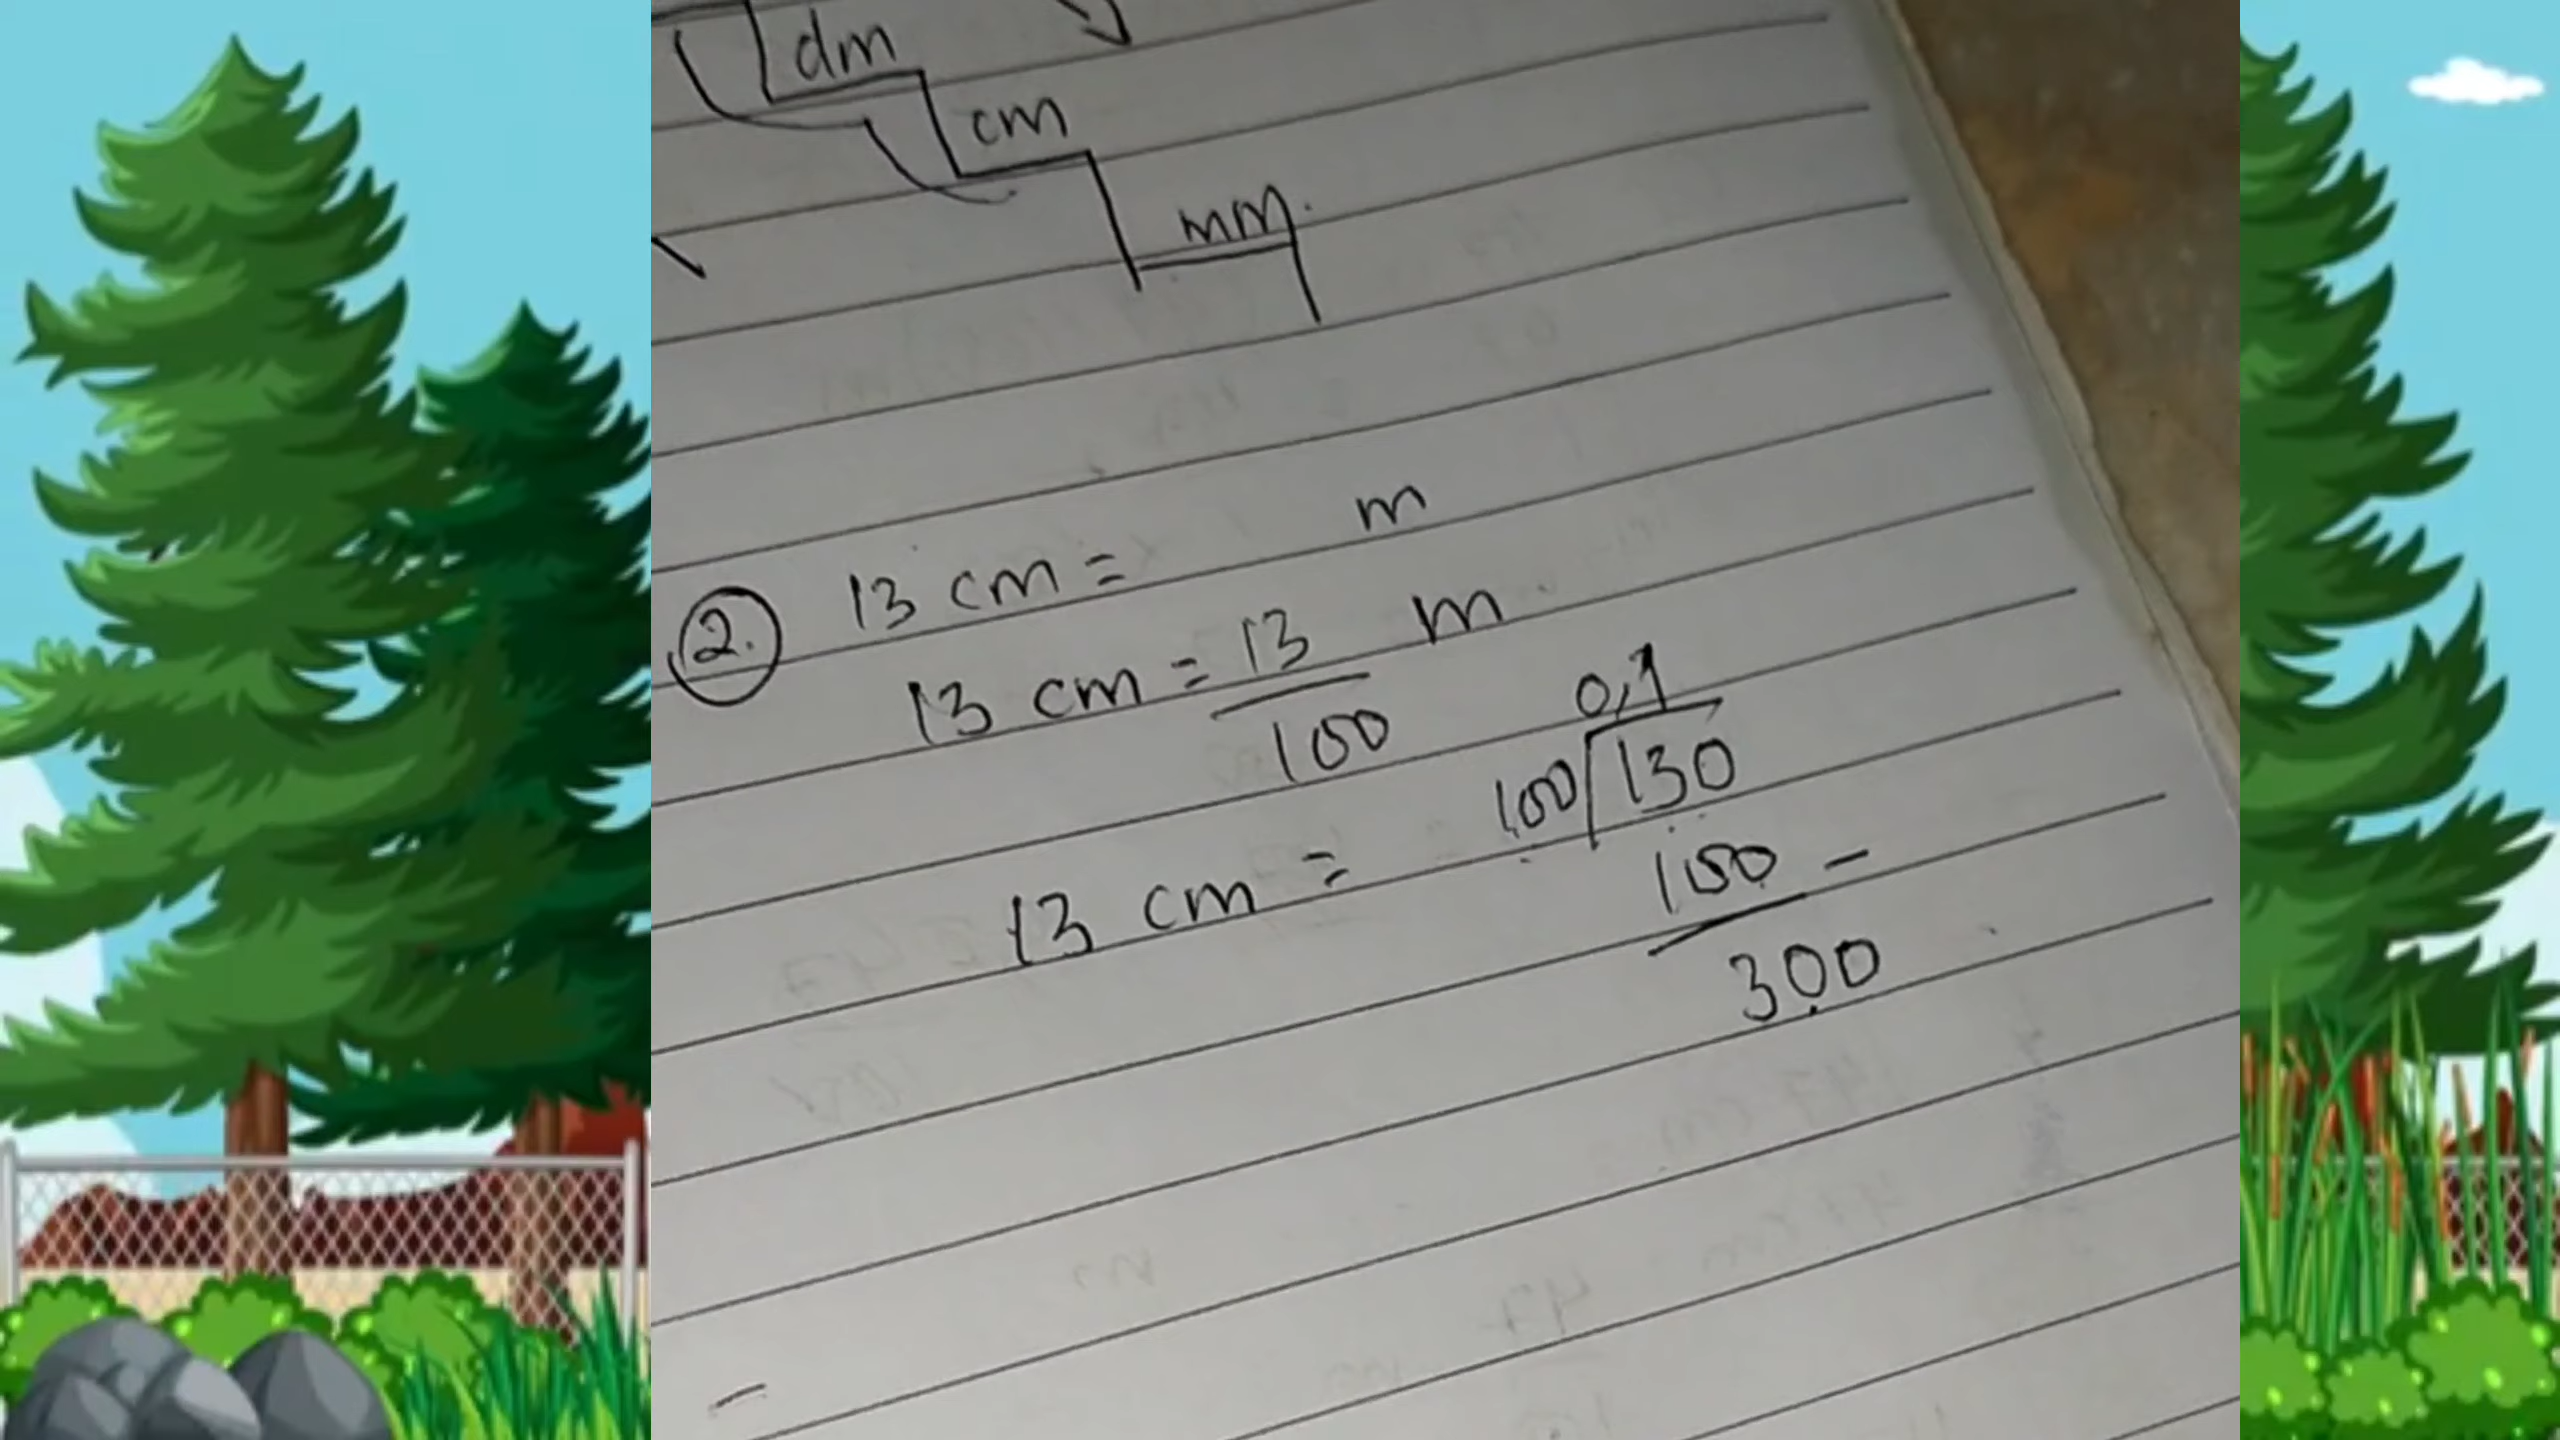 dm
cm
mm.
2. 13 cm = m
13 cm = 13/100 m
0,1
100 130
13 cm =
100 -
300